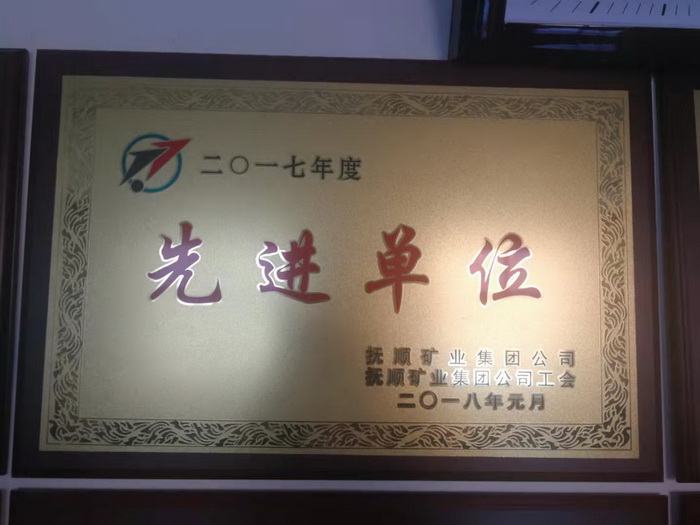 二〇一七年度
先进单位
抚顺矿业集团公司
抚顺矿业集团公司工会
二〇一八年元月